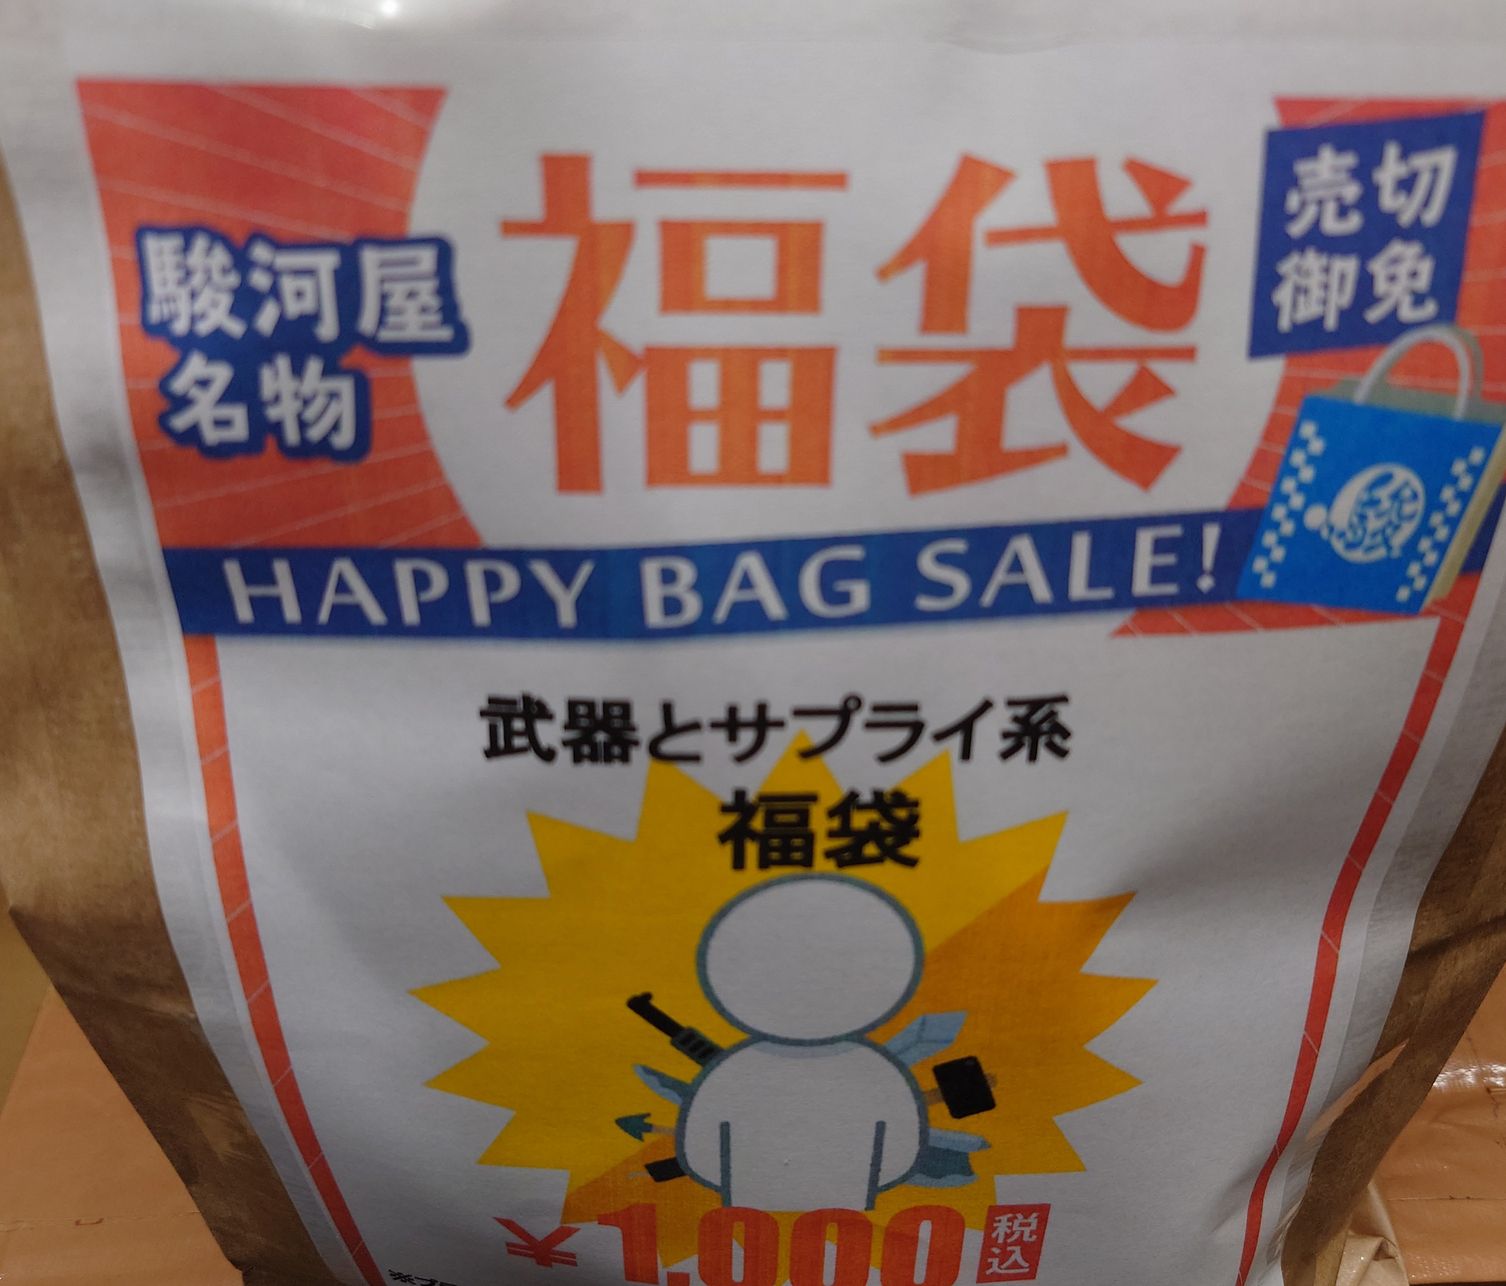 福袋
駿河屋
名物
売切
御免
HAPPY BAG SALE!
武器とサプライ系
福袋
¥1,000 税込